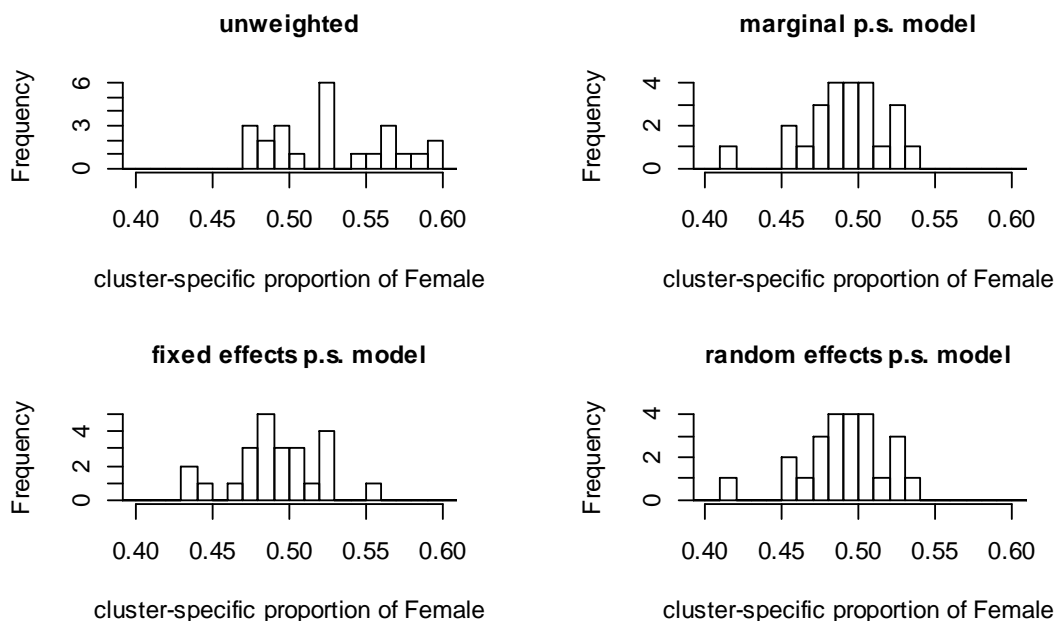 unweighted
Frequency
0 3 6
0.40 0.45 0.50 0.55 0.60
cluster-specific proportion of Female
marginal p.s. model
Frequency
0 2 4
0.40 0.45 0.50 0.55 0.60
cluster-specific proportion of Female
fixed effects p.s. model
Frequency
0 2 4
0.40 0.45 0.50 0.55 0.60
cluster-specific proportion of Female
random effects p.s. model
Frequency
0 2 4
0.40 0.45 0.50 0.55 0.60
cluster-specific proportion of Female